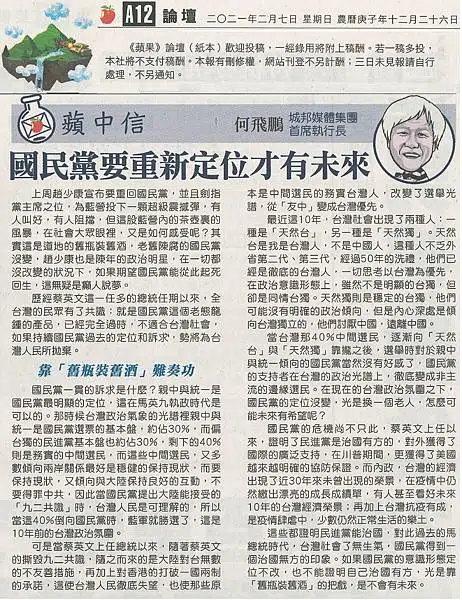 A12 論壇 二〇二一年二月七日 星期日 農曆庚子年十二月二十六日
《蘋果》論壇（紙本）歡迎投稿，一經錄用將附上稿酬。若一稿多投，
本社將不支付稿酬。本報有刪修權，網站刊登不另計酬；三日未見報請自行
處理，不另通知。
蘋中信
何飛鵬 城邦媒體集團
首席執行長
國民黨要重新定位才有未來
上周趙少康宣布要重回國民黨，並且劍指
黨主席之位，為藍營投下一顆超級震撼彈，有
人叫好，有人阻擋，但這股藍營內的茶壺裏的
風暴，在社會大眾眼裡，又是如何感受呢？其
實這是道地的舊瓶裝舊酒，老舊陳腐的國民黨
沒變，趙少康也是陳年的政治明星，在一切都
沒改變的狀況下，如果期望國民黨能從此起死
回生，這無疑是癡人說夢。
歷經蔡英文這一任多的總統任期以來，全
台灣的民眾有了共識，就是國民黨這個老態龍
鍾的產品，已經完全過時，不適合台灣社會，
如果持續國民黨過去的定位和訴求，勢將為台
灣人民所拋棄。
靠「舊瓶裝舊酒」難奏功
國民黨一貫的訴求是什麼？親中與統一是
國民黨最明顯的定位，這在馬英九執政時代是
可以的。那時候台灣政治氣象的光譜裡親中與
統一是國民黨選票的基本盤，約佔30%，而偏
台獨的民進黨基本盤也約佔30%，剩下的40%
則是務實的中間選民，而這些中間選民，又多
數傾向兩岸關係最好是穩健的保持現狀，而要
保持現狀，又傾向與大陸保持良好的互動，不
要得罪中共，因此當國民黨提出大陸能接受的
「九二共識」時，台灣人民是可理解的，所以
當這40%倒向國民黨時，藍軍就勝選了，這是
10年前的台灣政治氛圍。
可是當蔡英文上任總統以來，隨著蔡英文
的撕毀九二共識，隨之而來的是大陸對台無數
的不友善措施，再加上對香港的打破一國兩制
的承諾，這使台灣人民徹底失望，也使那些原
本是中間選民的務實台灣人，改變了選舉光
譜，從「友中」變成台灣優先。
最近這10年，台灣社會出現了兩種人：一
種是「天然台」，另一種是「天然獨」。天然
台是我是台灣人，不是中國人，這種人不乏外
省第二代、第三代，經過50年的洗禮，他們已
經是徹底的台灣人，一切思考以台灣為優先，
在政治意識形態上，雖然不是明顯的台獨，但
卻是同情台獨。天然獨則是穩定的台獨，他們
可能沒有明確的政治傾向，但是內心深處是傾
向台灣獨立的，他們討厭中國，遠離中國。
當台灣那40%中間選民，逐漸向「天然
台」與「天然獨」靠攏之後，選舉時對於親中
與統一傾向的國民黨當然沒有好感了，國民黨
的支持者在台灣的政治光譜上，徹底變成非主
流的邊緣選民。在現在的台灣政治氛圍之下，
國民黨的定位沒變，光是換一個老人，怎麼可
能未來有希望呢？
國民黨的危機尚不只此，蔡英文上任以
來，證明了民進黨是治國有方的，對外獲得了
國際的廣泛支持，在川普期間，更獲得了美國
越來越明確的協防保證。而內政，台灣的經濟
出現了近30年來未曾出現的榮景，在疫情中仍
然繳出漂亮的成長成績單，有人甚至看好未來
10年的台灣經濟榮景；再加上台灣抗疫有成，
是疫情肆虐中，少數仍然正常生活的樂土。
這些都證明民進黨能治國，對此過去的馬
總統時代，台灣社會了無生氣，國民黨得到一
個治國無方的印象。如果國民黨的意識形態定
位不改，也不能證明自己治國有方，光是靠
「舊瓶裝舊酒」的把戲，是不會有未來。